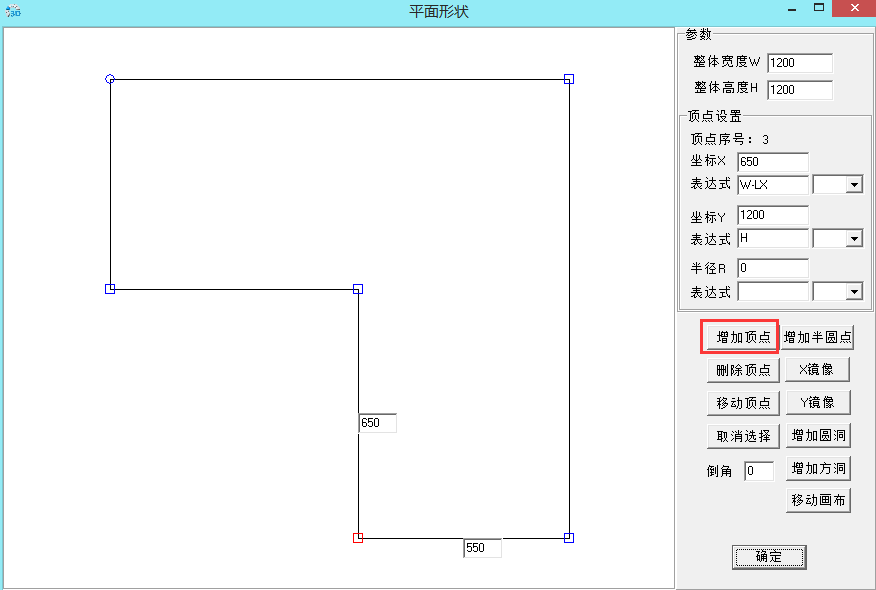 平面形状
参数
整体宽度W 1200
整体高度H 1200
顶点设置
顶点序号: 3
坐标X 650
表达式 W-LX
坐标Y 1200
表达式 H
半径R 0
表达式
增加顶点 增加半圆点
删除顶点 X镜像
移动顶点 Y镜像
取消选择 增加圆洞
倒角 0 增加方洞
移动画布
确定
650
550